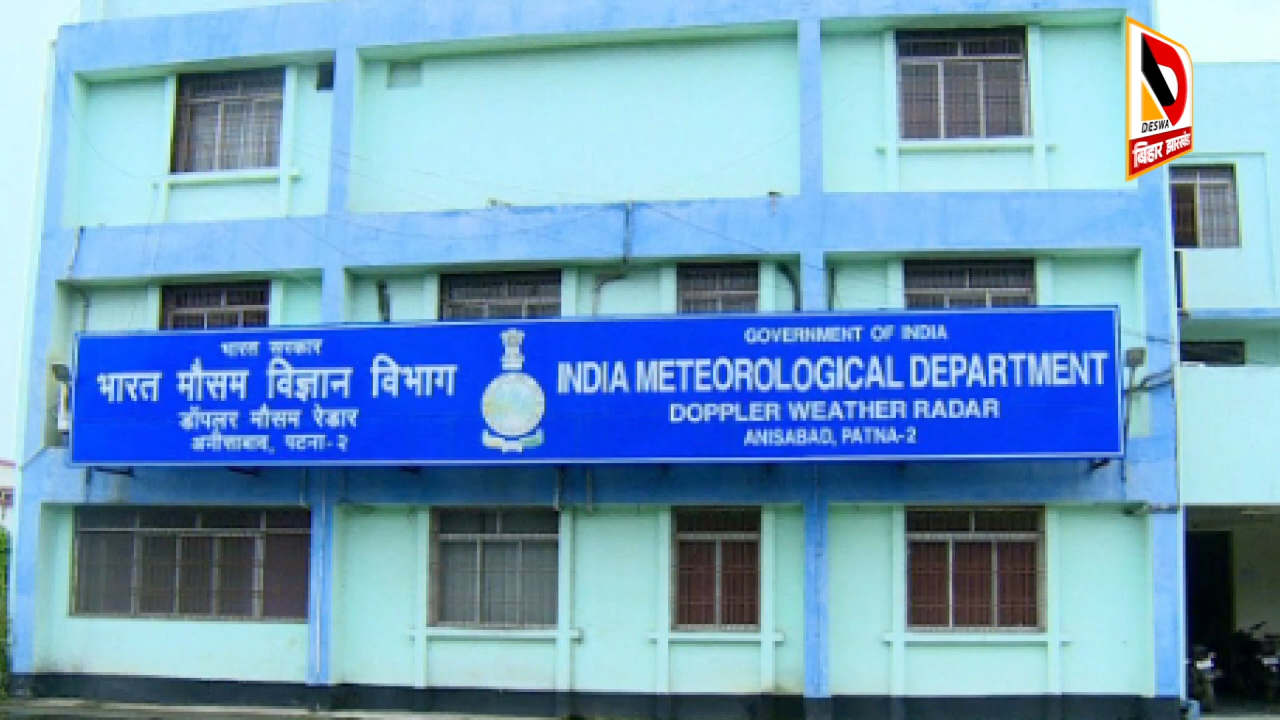 भारत सरकार
भारत मौसम विज्ञान विभाग
डॉपलर मौसम रेडार
अनीसाबाद, पटना-२
GOVERNMENT OF INDIA
INDIA METEOROLOGICAL DEPARTMENT
DOPPLER WEATHER RADAR
ANISABAD, PATNA-2
DESWA
बिहार झारखंड